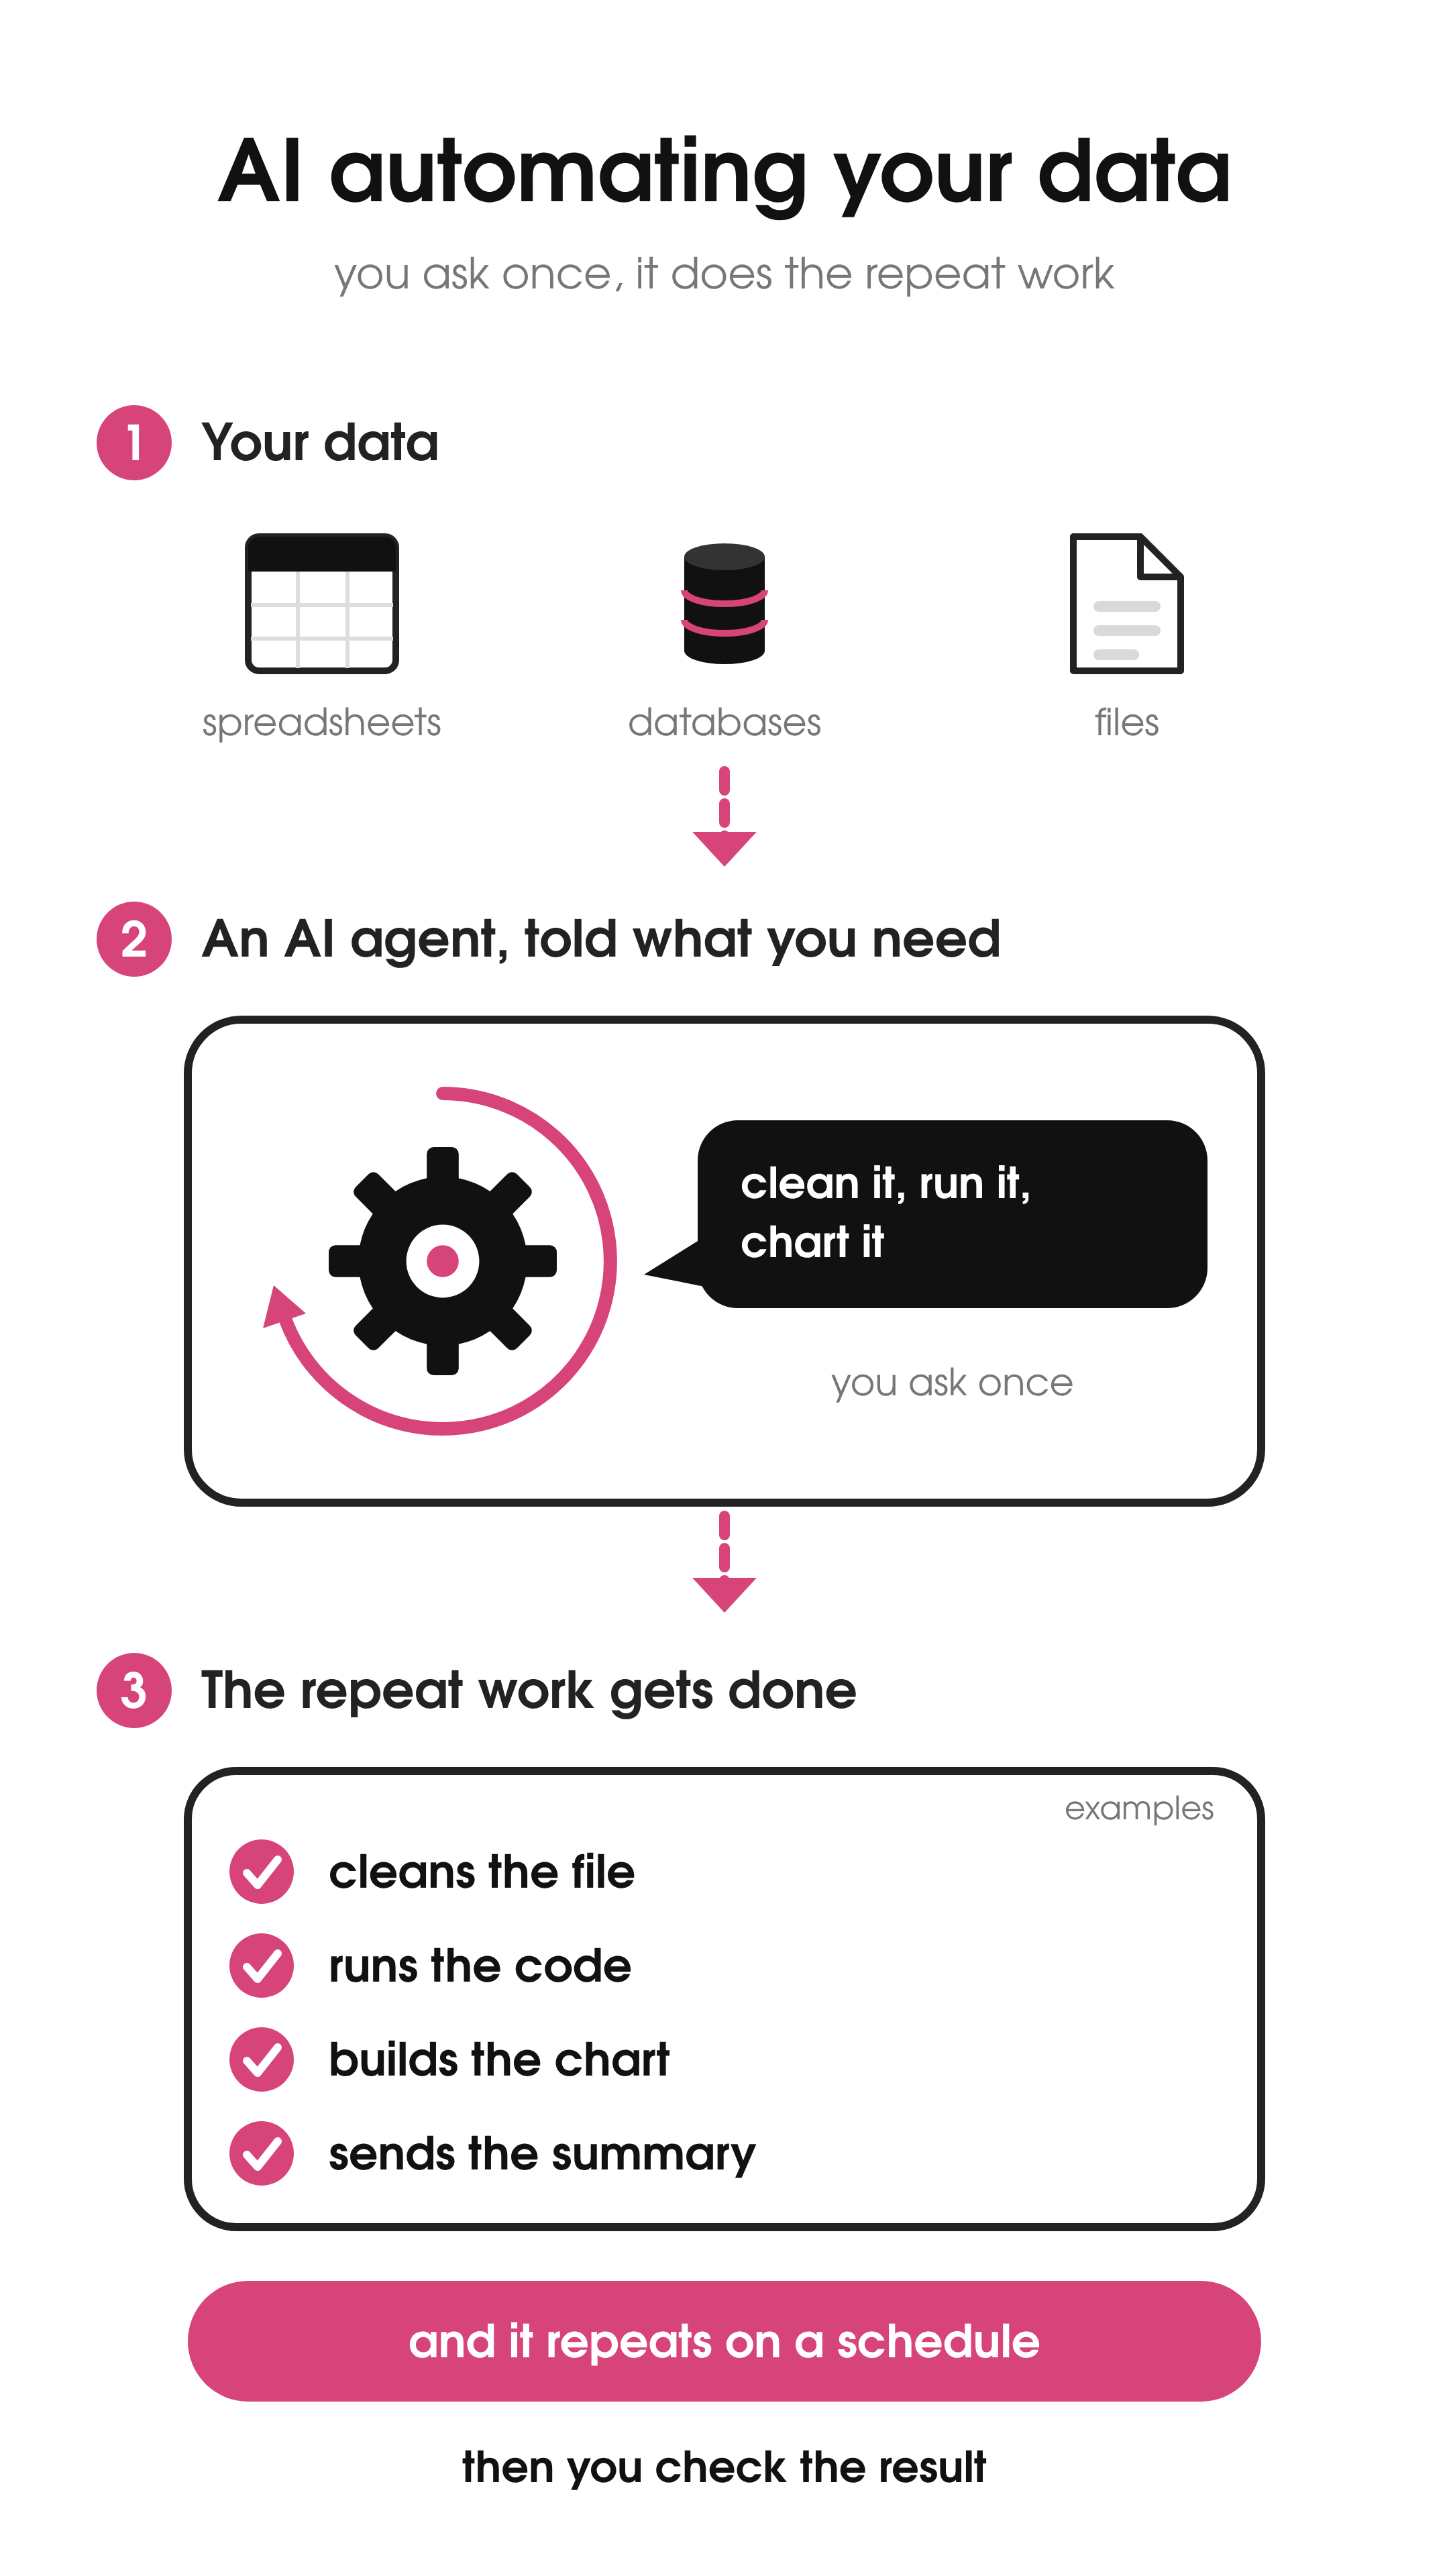 AI automating your data
you ask once, it does the repeat work
1 Your data
spreadsheets databases files
2 An AI agent, told what you need
clean it, run it,
chart it
you ask once
3 The repeat work gets done
examples
cleans the file
runs the code
builds the chart
sends the summary
and it repeats on a schedule
then you check the result